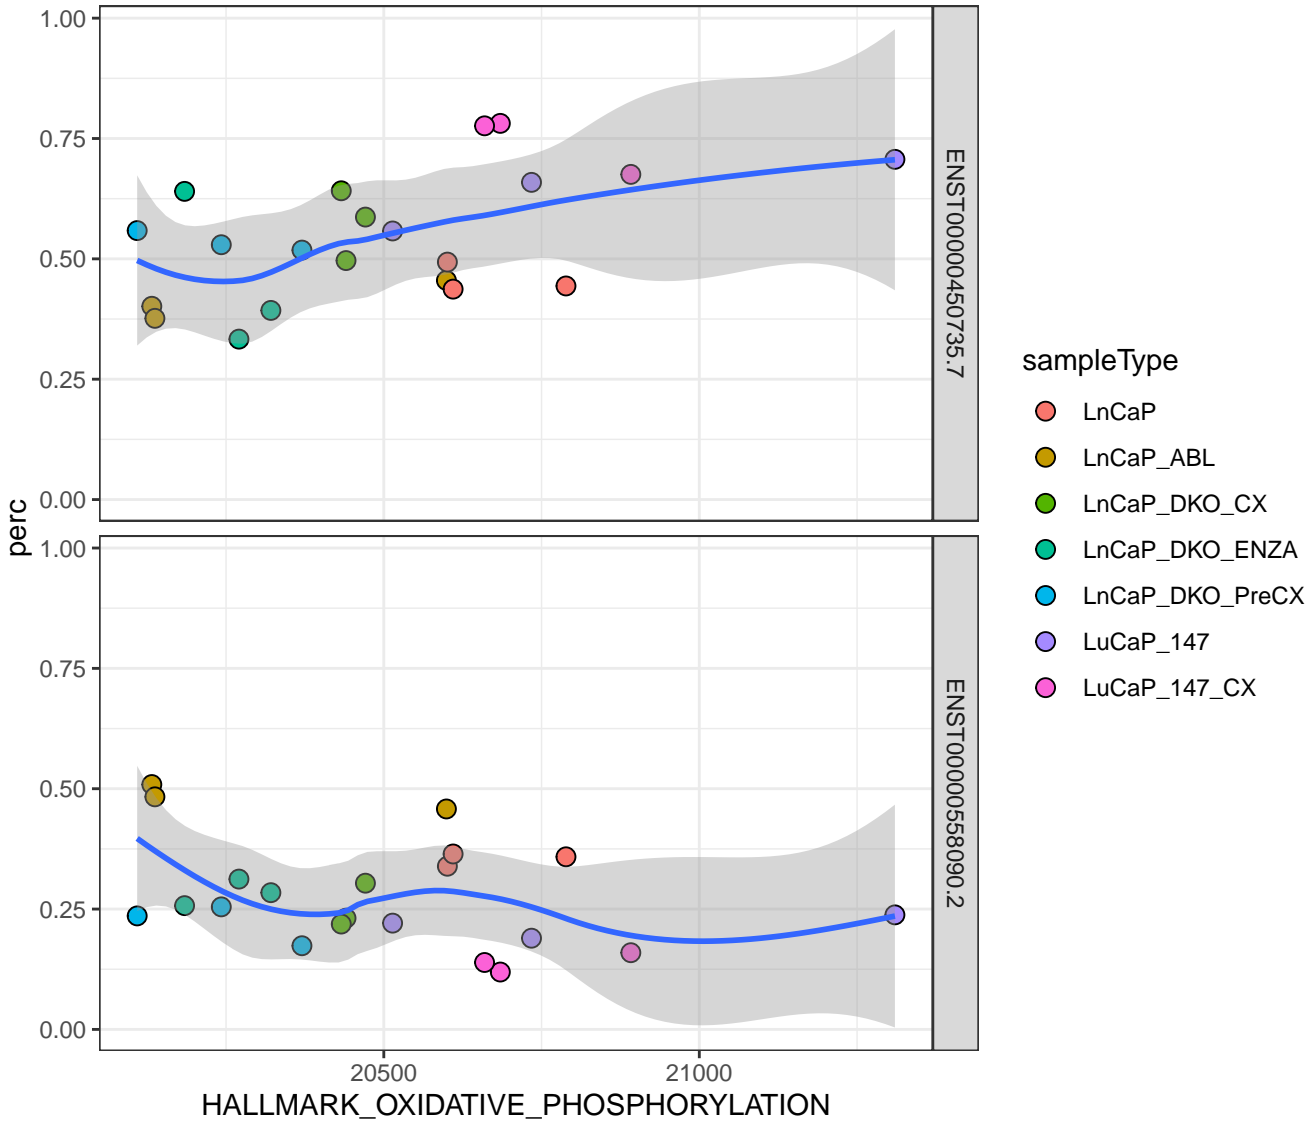 1.00
0.75
0.50
0.25
0.00
ENST00000450735.7
1.00
0.75
0.50
0.25
0.00
ENST00000558090.2
perc
20500
21000
HALLMARK_OXIDATIVE_PHOSPHORYLATION
sampleType
LnCaP
LnCaP_ABL
LnCaP_DKO_CX
LnCaP_DKO_ENZA
LnCaP_DKO_PreCX
LuCaP_147
LuCaP_147_CX